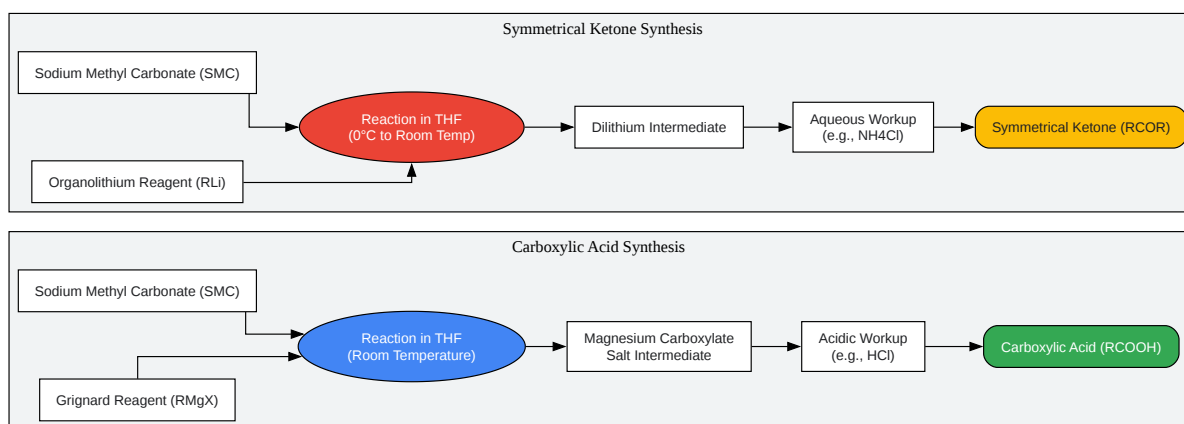 Symmetrical Ketone Synthesis
Sodium Methyl Carbonate (SMC)
Organolithium Reagent (RLi)
Reaction in THF
(0°C to Room Temp)
Dilithium Intermediate
Aqueous Workup
(e.g., NH4Cl)
Symmetrical Ketone (RCOR)
Carboxylic Acid Synthesis
Sodium Methyl Carbonate (SMC)
Grignard Reagent (RMgX)
Reaction in THF
(Room Temperature)
Magnesium Carboxylate
Salt Intermediate
Acidic Workup
(e.g., HCl)
Carboxylic Acid (RCOOH)